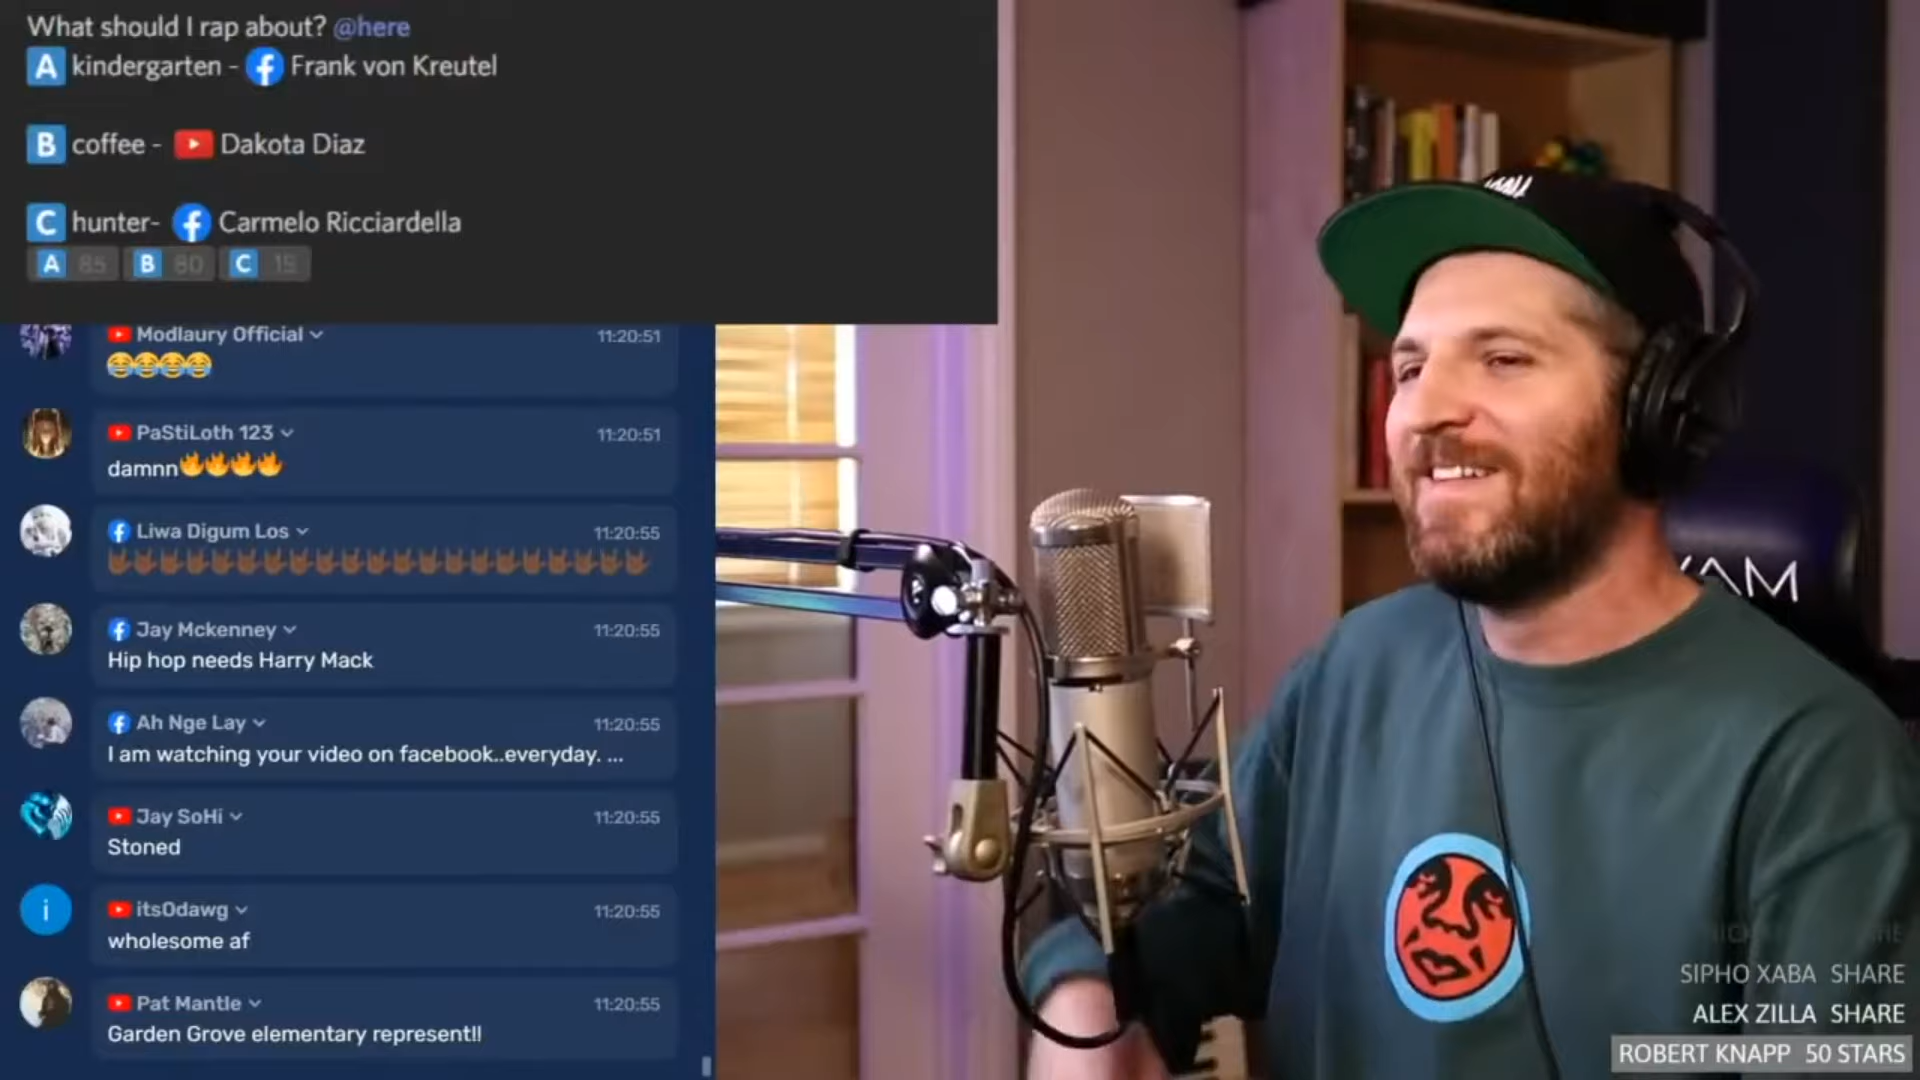 What should I rap about? @here
A kindergarten - Frank von Kreutel
B coffee - Dakota Diaz
C hunter- Carmelo Ricciardella
A 85 B 80 C 15
Modlaury Official 11:20:51
😂😂😂😂
PaStiLoth 123 11:20:51
damnn🔥🔥🔥🔥
Liwa Digum Los 11:20:55
Jay Mckenney 11:20:55
Hip hop needs Harry Mack
Ah Nge Lay 11:20:55
I am watching your video on facebook..everyday. ...
Jay SoHi 11:20:55
Stoned
i
itsOdawg 11:20:55
wholesome af
Pat Mantle 11:20:55
Garden Grove elementary represent!!
SIPHO XABA SHARE
ALEX ZILLA SHARE
ROBERT KNAPP 50 STARS